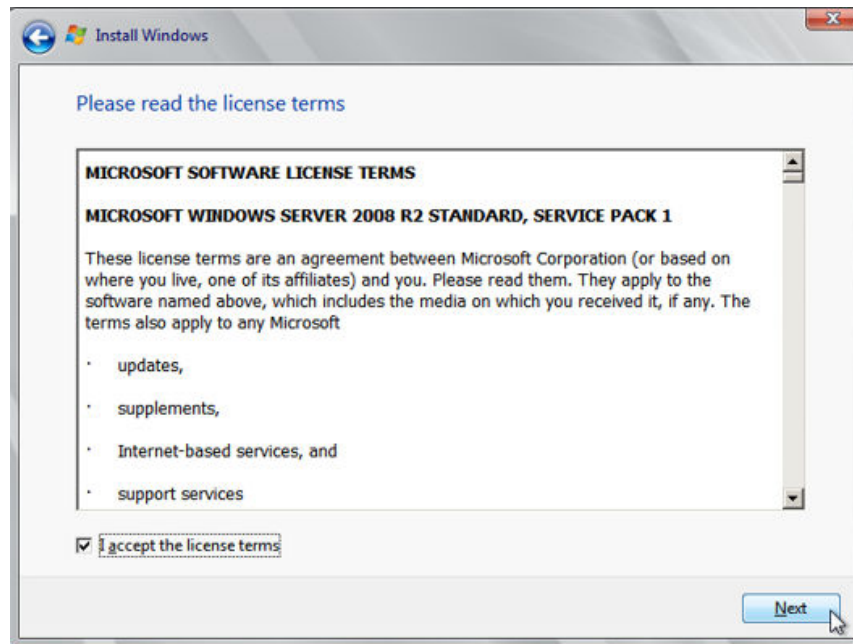 Install Windows
Please read the license terms
MICROSOFT SOFTWARE LICENSE TERMS
MICROSOFT WINDOWS SERVER 2008 R2 STANDARD, SERVICE PACK 1
These license terms are an agreement between Microsoft Corporation (or based on
where you live, one of its affiliates) and you. Please read them. They apply to the
software named above, which includes the media on which you received it, if any. The
terms also apply to any Microsoft
· updates,
· supplements,
· Internet-based services, and
· support services
I accept the license terms
Next